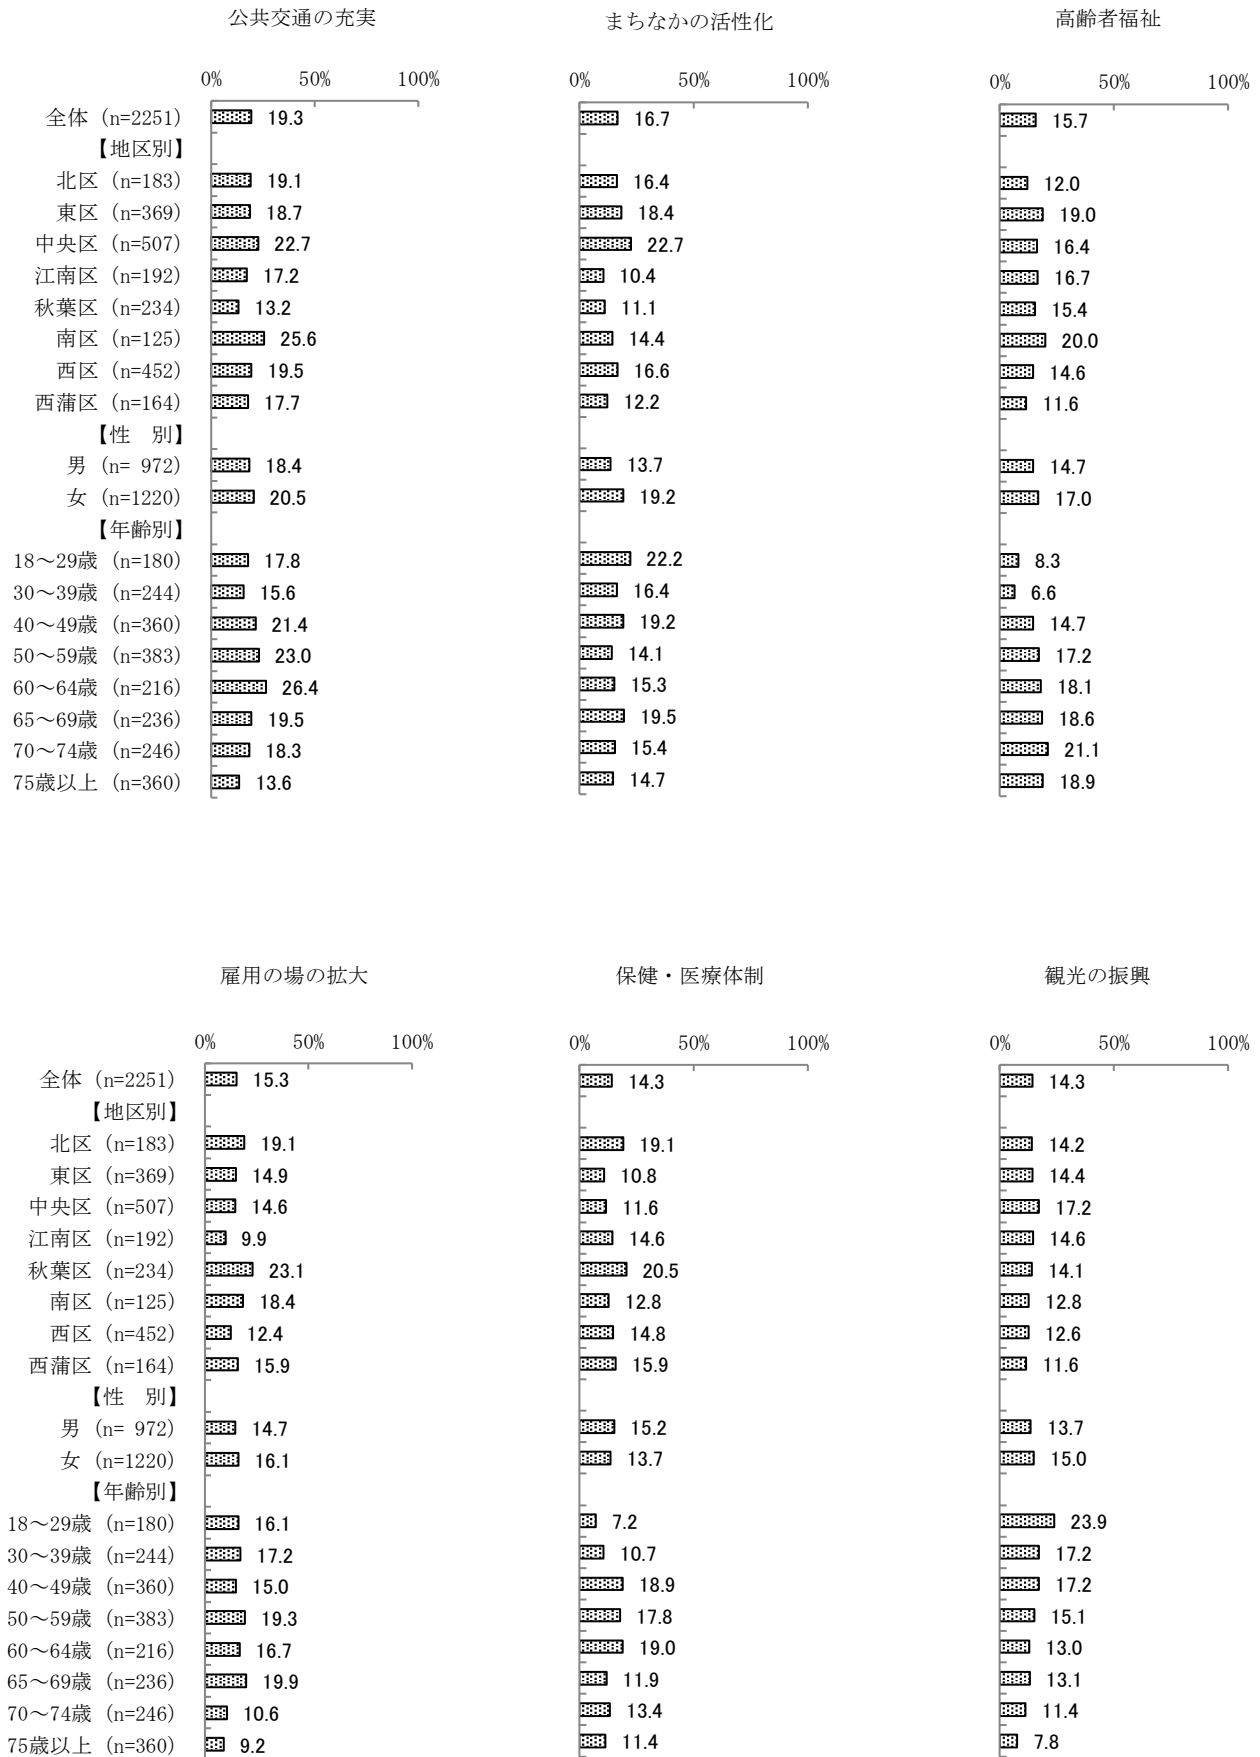 公共交通の充実 まちなかの活性化 高齢者福祉
0% 50% 100% 0% 50% 100% 0% 50% 100%
全体 (n=2251) 19.3 16.7 15.7
【地区別】
北区 (n=183) 19.1 16.4 12.0
東区 (n=369) 18.7 18.4 19.0
中央区 (n=507) 22.7 22.7 16.4
江南区 (n=192) 17.2 10.4 16.7
秋葉区 (n=234) 13.2 11.1 15.4
南区 (n=125) 25.6 14.4 20.0
西区 (n=452) 19.5 16.6 14.6
西蒲区 (n=164) 17.7 12.2 11.6
【性　別】
男 (n= 972) 18.4 13.7 14.7
女 (n=1220) 20.5 19.2 17.0
【年齢別】
18～29歳 (n=180) 17.8 22.2 8.3
30～39歳 (n=244) 15.6 16.4 6.6
40～49歳 (n=360) 21.4 19.2 14.7
50～59歳 (n=383) 23.0 14.1 17.2
60～64歳 (n=216) 26.4 15.3 18.1
65～69歳 (n=236) 19.5 19.5 18.6
70～74歳 (n=246) 18.3 15.4 21.1
75歳以上 (n=360) 13.6 14.7 18.9
雇用の場の拡大 保健・医療体制 観光の振興
0% 50% 100% 0% 50% 100% 0% 50% 100%
全体 (n=2251) 15.3 14.3 14.3
【地区別】
北区 (n=183) 19.1 19.1 14.2
東区 (n=369) 14.9 10.8 14.4
中央区 (n=507) 14.6 11.6 17.2
江南区 (n=192) 9.9 14.6 14.6
秋葉区 (n=234) 23.1 20.5 14.1
南区 (n=125) 18.4 12.8 12.8
西区 (n=452) 12.4 14.8 12.6
西蒲区 (n=164) 15.9 15.9 11.6
【性　別】
男 (n= 972) 14.7 15.2 13.7
女 (n=1220) 16.1 13.7 15.0
【年齢別】
18～29歳 (n=180) 16.1 7.2 23.9
30～39歳 (n=244) 17.2 10.7 17.2
40～49歳 (n=360) 15.0 18.9 17.2
50～59歳 (n=383) 19.3 17.8 15.1
60～64歳 (n=216) 16.7 19.0 13.0
65～69歳 (n=236) 19.9 11.9 13.1
70～74歳 (n=246) 10.6 13.4 11.4
75歳以上 (n=360) 9.2 11.4 7.8